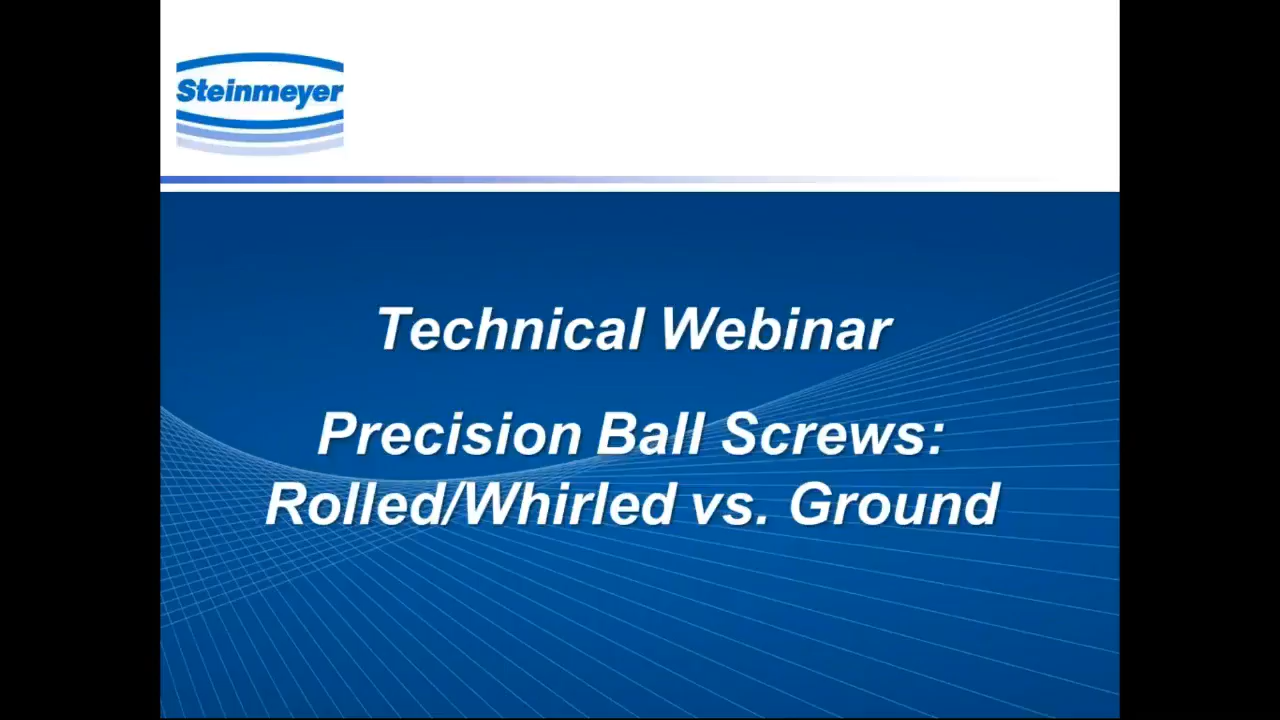 Steinmeyer
Technical Webinar
Precision Ball Screws:
Rolled/Whirled vs. Ground